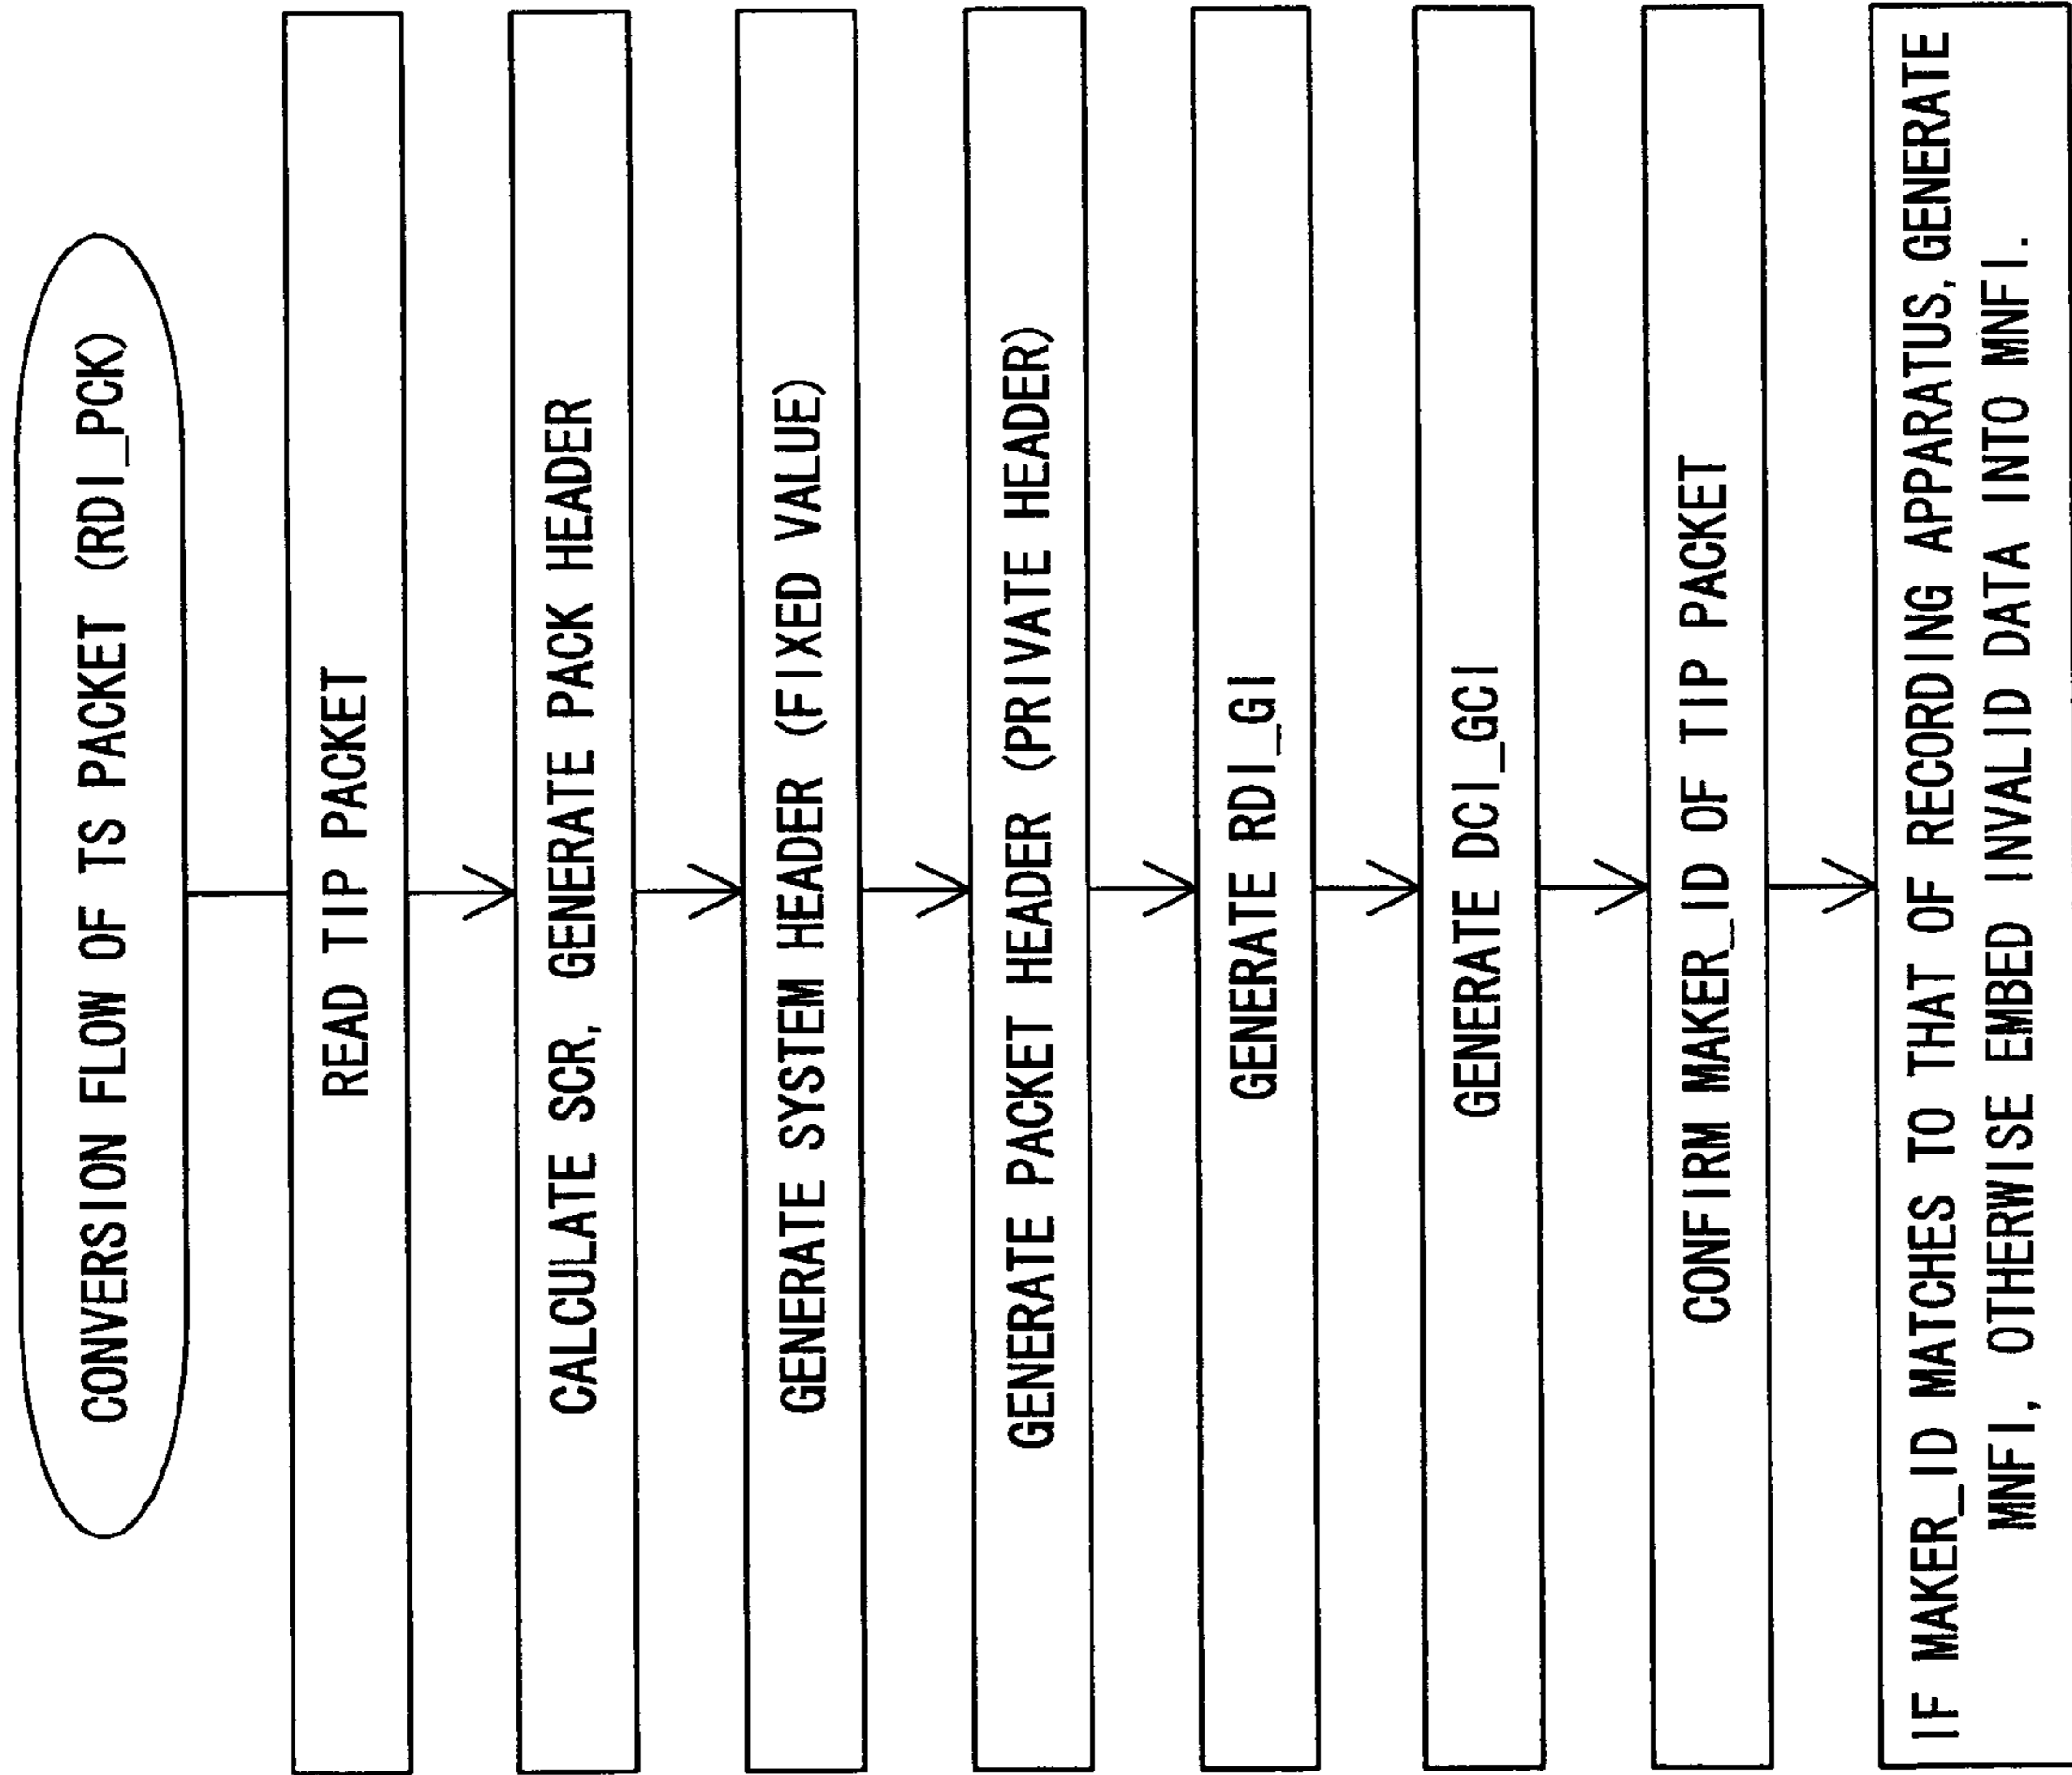 CONVERSION FLOW OF TS PACKET (RDI_PCK)
READ TIP PACKET
CALCULATE SCR, GENERATE PACK HEADER
GENERATE SYSTEM HEADER (FIXED VALUE)
GENERATE PACKET HEADER (PRIVATE HEADER)
GENERATE RDI_GI
GENERATE DCI_GCI
CONFIRM MAKER_ID OF TIP PACKET
IF MAKER_ID MATCHES TO THAT OF RECORDING APPARATUS, GENERATE
MNFI, OTHERWISE EMBED INVALID DATA INTO MNFI.